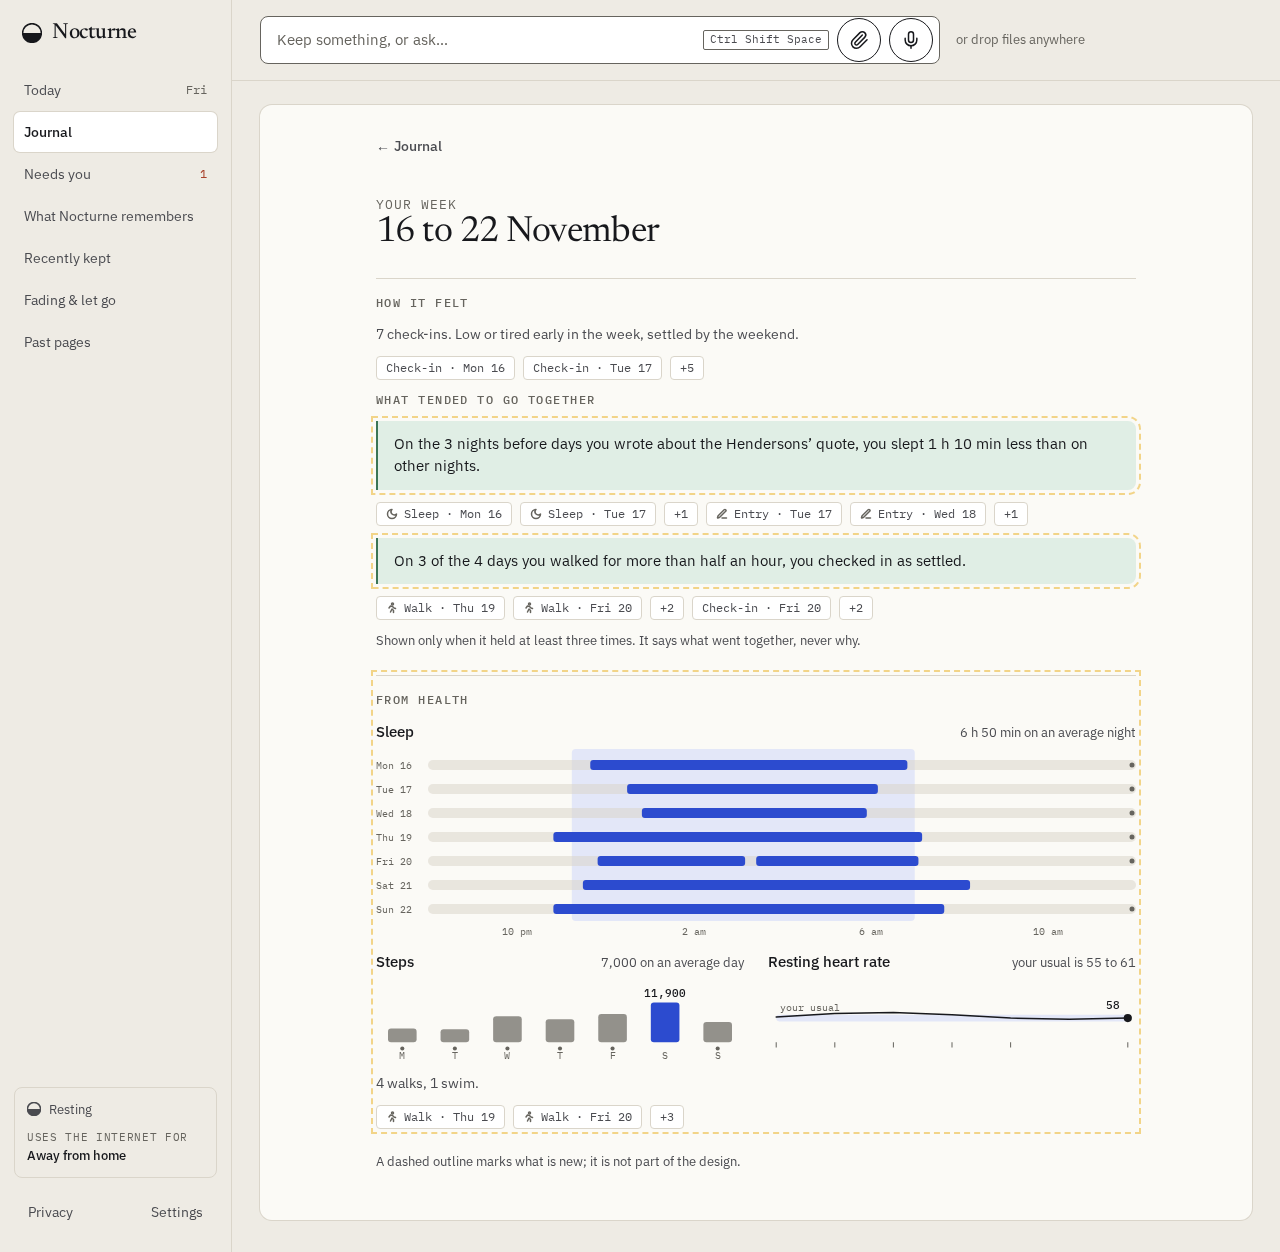 Nocturne
Keep something, or ask...
Ctrl Shift Space
or drop files anywhere
Today
Fri
Journal
Needs you
1
What Nocturne remembers
Recently kept
Fading & let go
Past pages
Resting
USES THE INTERNET FOR
Away from home
Privacy
Settings
← Journal
YOUR WEEK
16 to 22 November
HOW IT FELT
7 check-ins. Low or tired early in the week, settled by the weekend.
Check-in · Mon 16
Check-in · Tue 17
+5
WHAT TENDED TO GO TOGETHER
On the 3 nights before days you wrote about the Hendersons’ quote, you slept 1 h 10 min less than on
other nights.
Sleep · Mon 16
Sleep · Tue 17
+1
Entry · Tue 17
Entry · Wed 18
+1
On 3 of the 4 days you walked for more than half an hour, you checked in as settled.
Walk · Thu 19
Walk · Fri 20
+2
Check-in · Fri 20
+2
Shown only when it held at least three times. It says what went together, never why.
FROM HEALTH
Sleep
6 h 50 min on an average night
Mon 16
Tue 17
Wed 18
Thu 19
Fri 20
Sat 21
Sun 22
10 pm
2 am
6 am
10 am
Steps
7,000 on an average day
11,900
M
T
W
T
F
S
S
Resting heart rate
your usual is 55 to 61
your usual
58
4 walks, 1 swim.
Walk · Thu 19
Walk · Fri 20
+3
A dashed outline marks what is new; it is not part of the design.